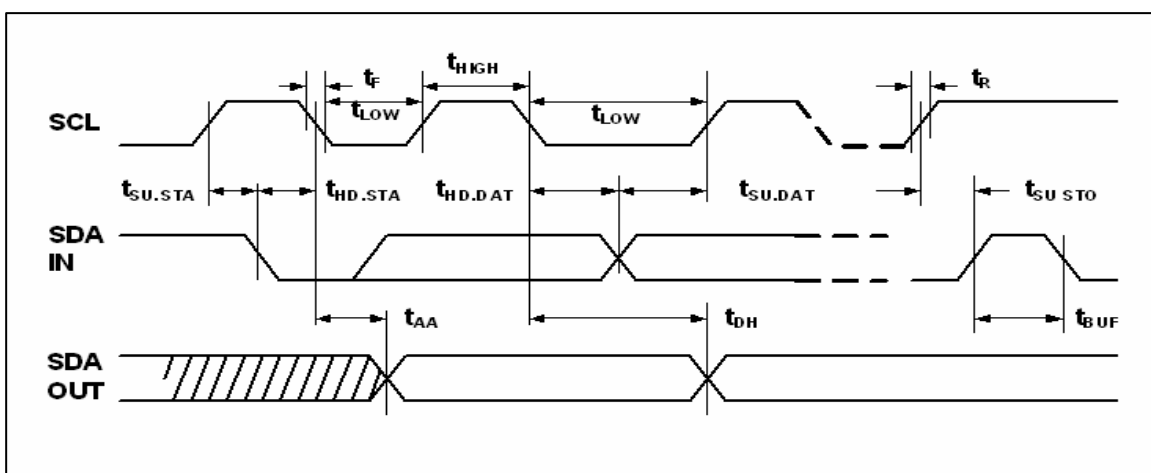 tHIGH
tF
tR
tLOW
tLOW
SCL
tSU.STA
tHD.STA
tHD.DAT
tSU.DAT
tSU STO
SDA
IN
tAA
tDH
tBUF
SDA
OUT